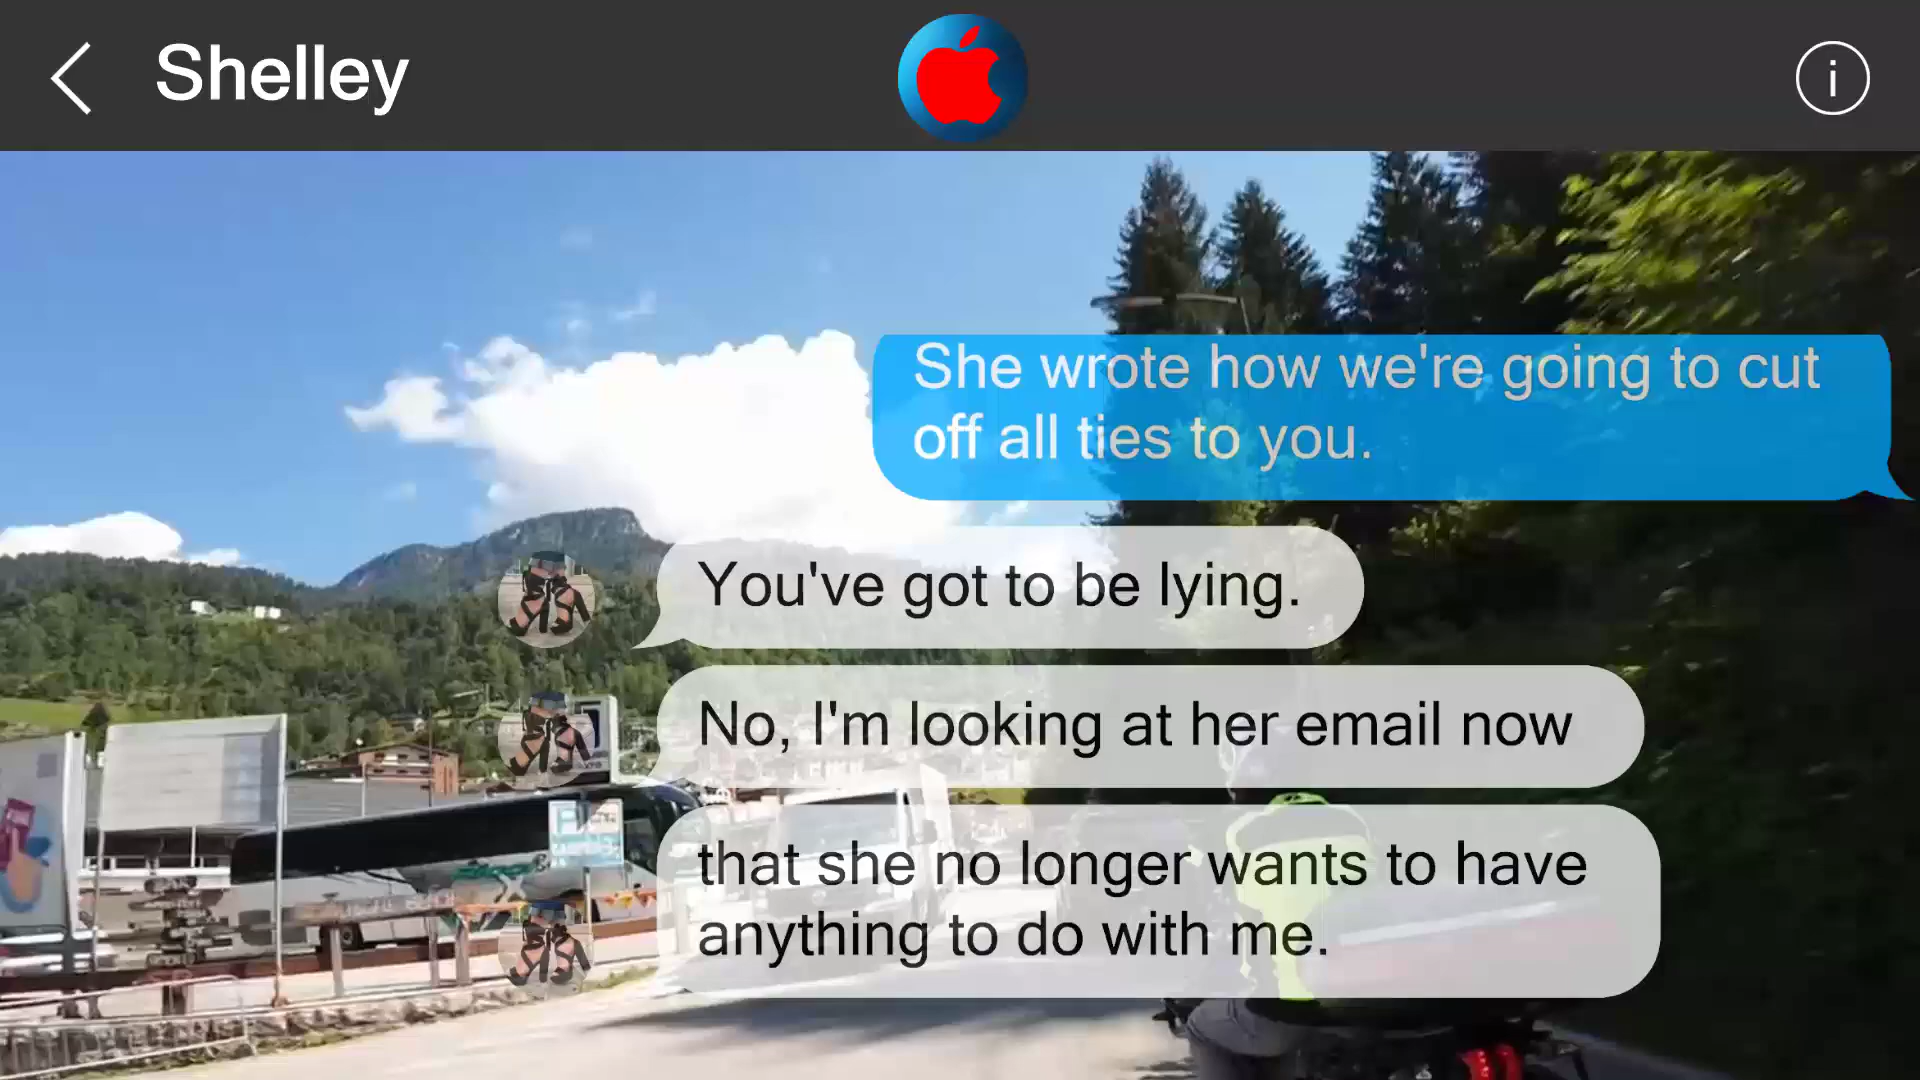 Shelley
She wrote how we're going to cut
off all ties to you.
You've got to be lying.
No, I'm looking at her email now
that she no longer wants to have
anything to do with me.